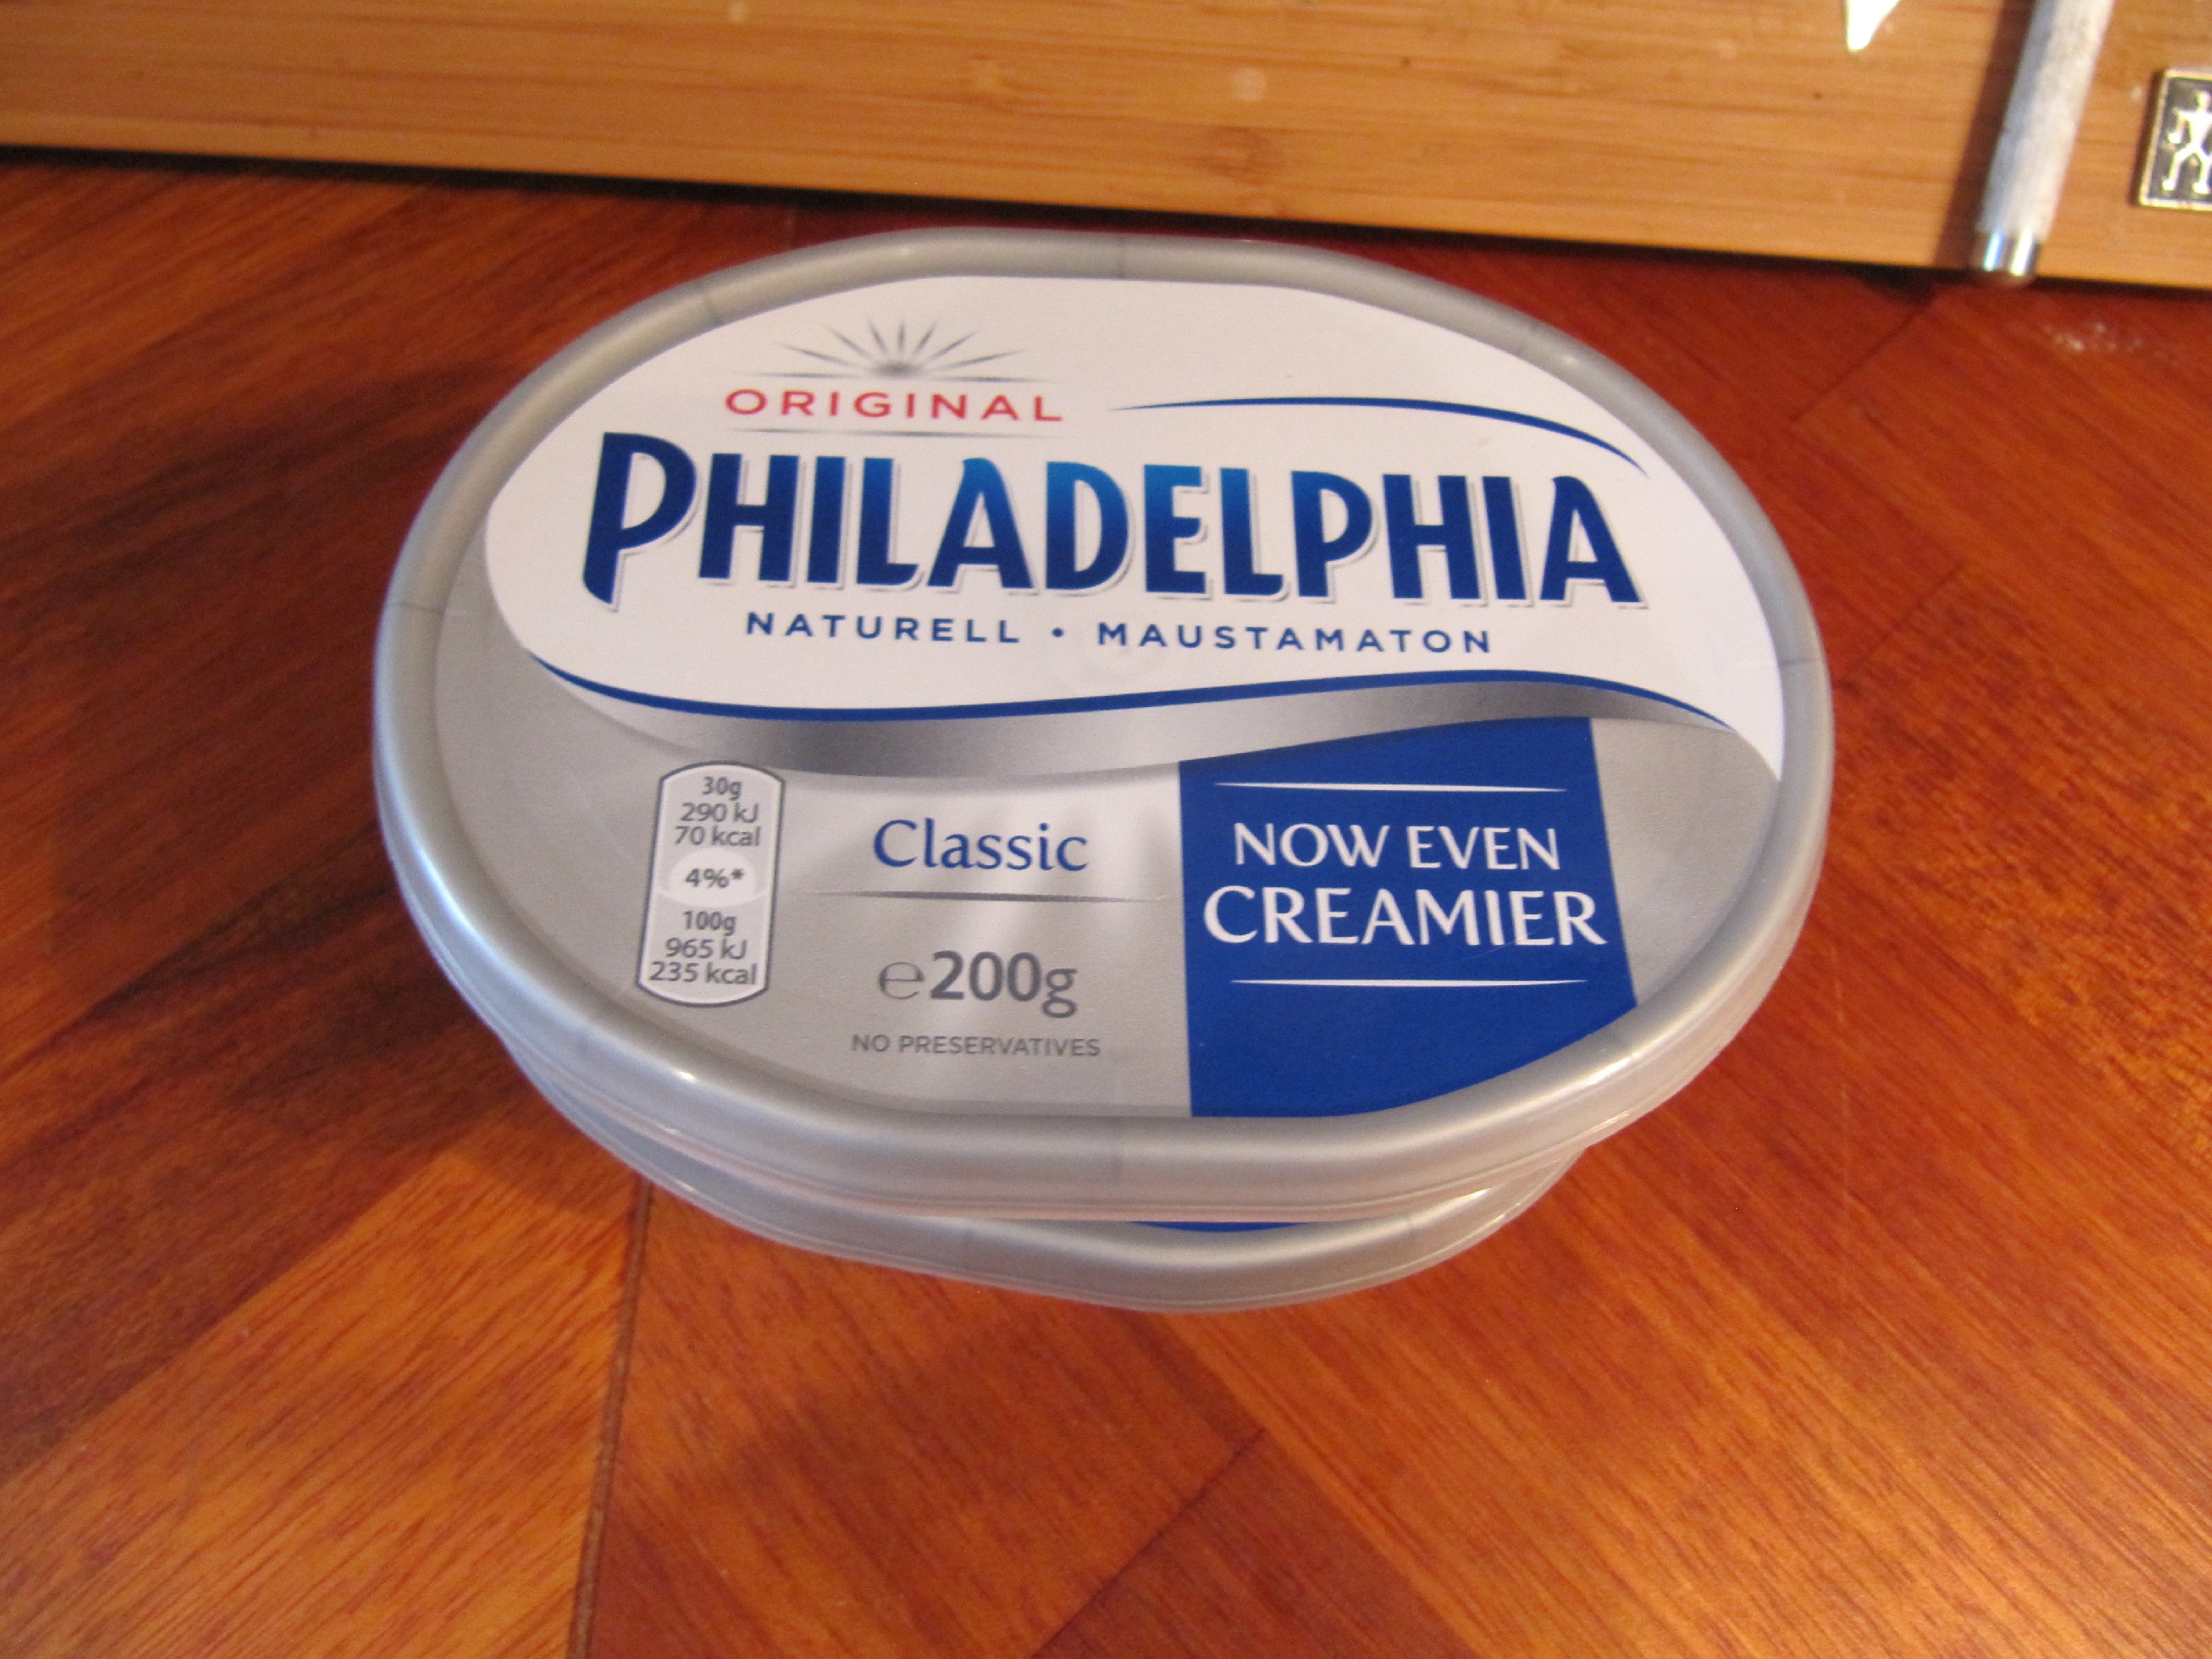 ORIGINAL
PHILADELPHIA
NATURELL • MAUSTAMATON
30g
290 kJ
70 kcal
4%*
100g
965 kJ
235 kcal
Classic
℮200g
NO PRESERVATIVES
NOW EVEN
CREAMIER